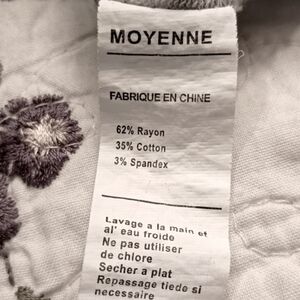 MOYENNE
FABRIQUE EN CHINE
62% Rayon
35% Cotton
3% Spandex
Lavage a la main et
al' eau froide
Ne pas utiliser
de chlore
Secher a plat
Repassage tiede si
necessaire